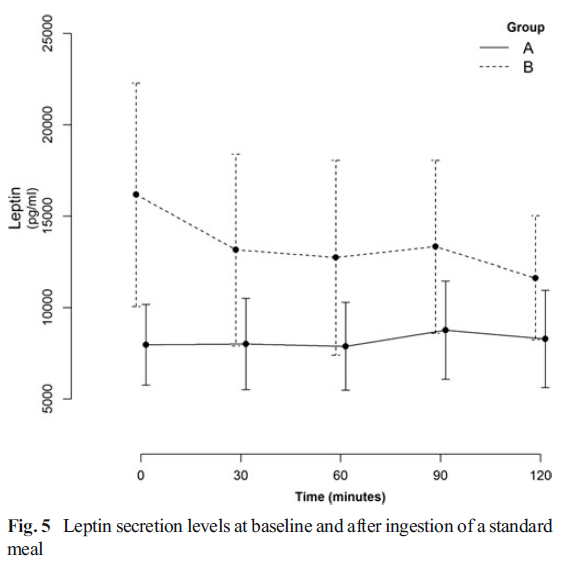 Group
A
B
25000
20000
15000
10000
5000
Leptin
(pg/ml)
0 30 60 90 120
Time (minutes)
Fig. 5 Leptin secretion levels at baseline and after ingestion of a standard
meal